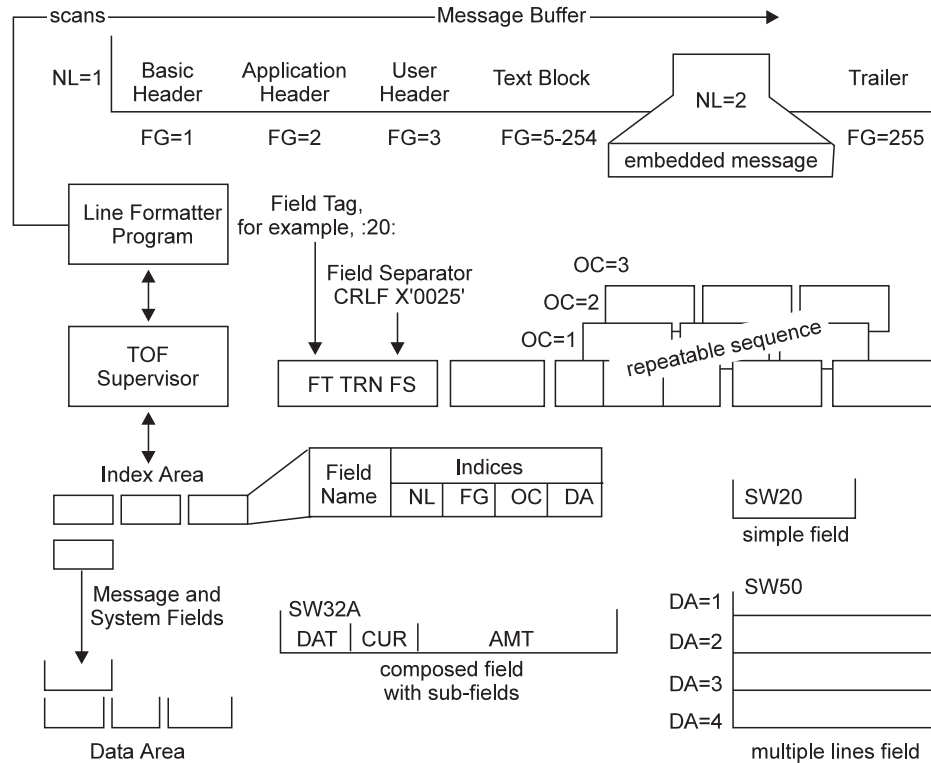 scans
Message Buffer
NL=1
Basic
Header
Application
Header
User
Header
Text Block
NL=2
Trailer
FG=1
FG=2
FG=3
FG=5-254
embedded message
FG=255
Line Formatter
Program
Field Tag,
for example, :20:
Field Separator
CRLF X'0025'
OC=3
OC=2
OC=1
repeatable sequence
TOF
Supervisor
FT TRN FS
Index Area
Field
Name
Indices
NL
FG
OC
DA
SW20
simple field
Message and
System Fields
SW32A
DAT
CUR
AMT
composed field
with sub-fields
SW50
DA=1
DA=2
DA=3
DA=4
multiple lines field
Data Area